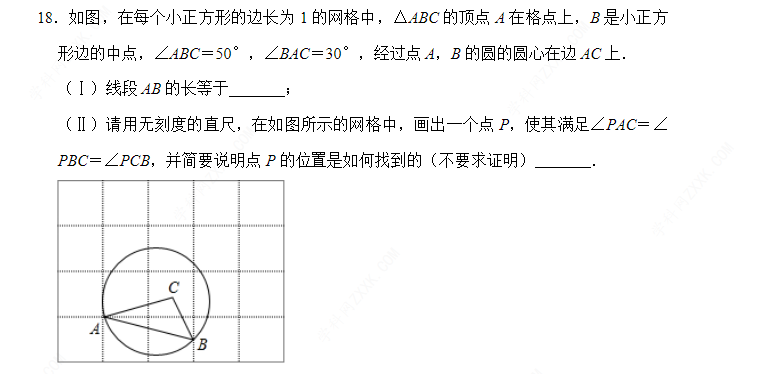 18．如图，在每个小正方形的边长为 1 的网格中，△ABC 的顶点 A 在格点上，B 是小正方
形边的中点，∠ABC＝50°，∠BAC＝30°，经过点 A，B 的圆的圆心在边 AC 上．
（Ⅰ）线段 AB 的长等于_______；
（Ⅱ）请用无刻度的直尺，在如图所示的网格中，画出一个点 P，使其满足∠PAC＝∠
PBC＝∠PCB，并简要说明点 P 的位置是如何找到的（不要求证明）_______．
C
A
B